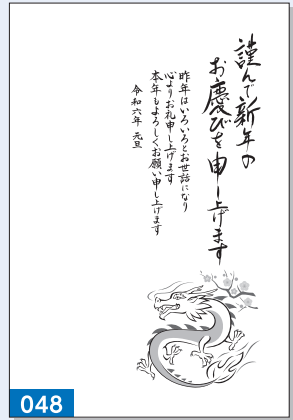 謹んで新年の
お慶びを申し上げます
昨年はいろいろとお世話になり
心よりお礼申し上げます
本年もよろしくお願い申し上げます
令和六年 元旦
048